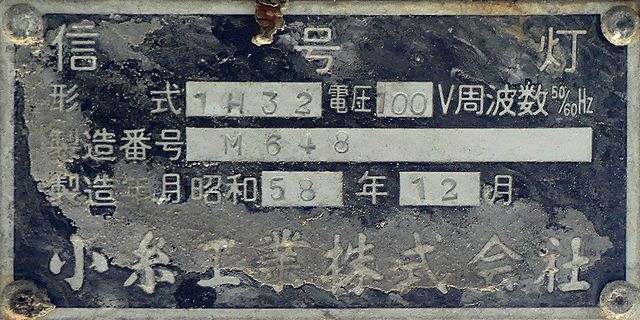 信号灯
形式 1H32 電圧 100 V 周波数 50/60Hz
製造番号 M648
製造年月 昭和 58 年 12 月
小糸工業株式会社